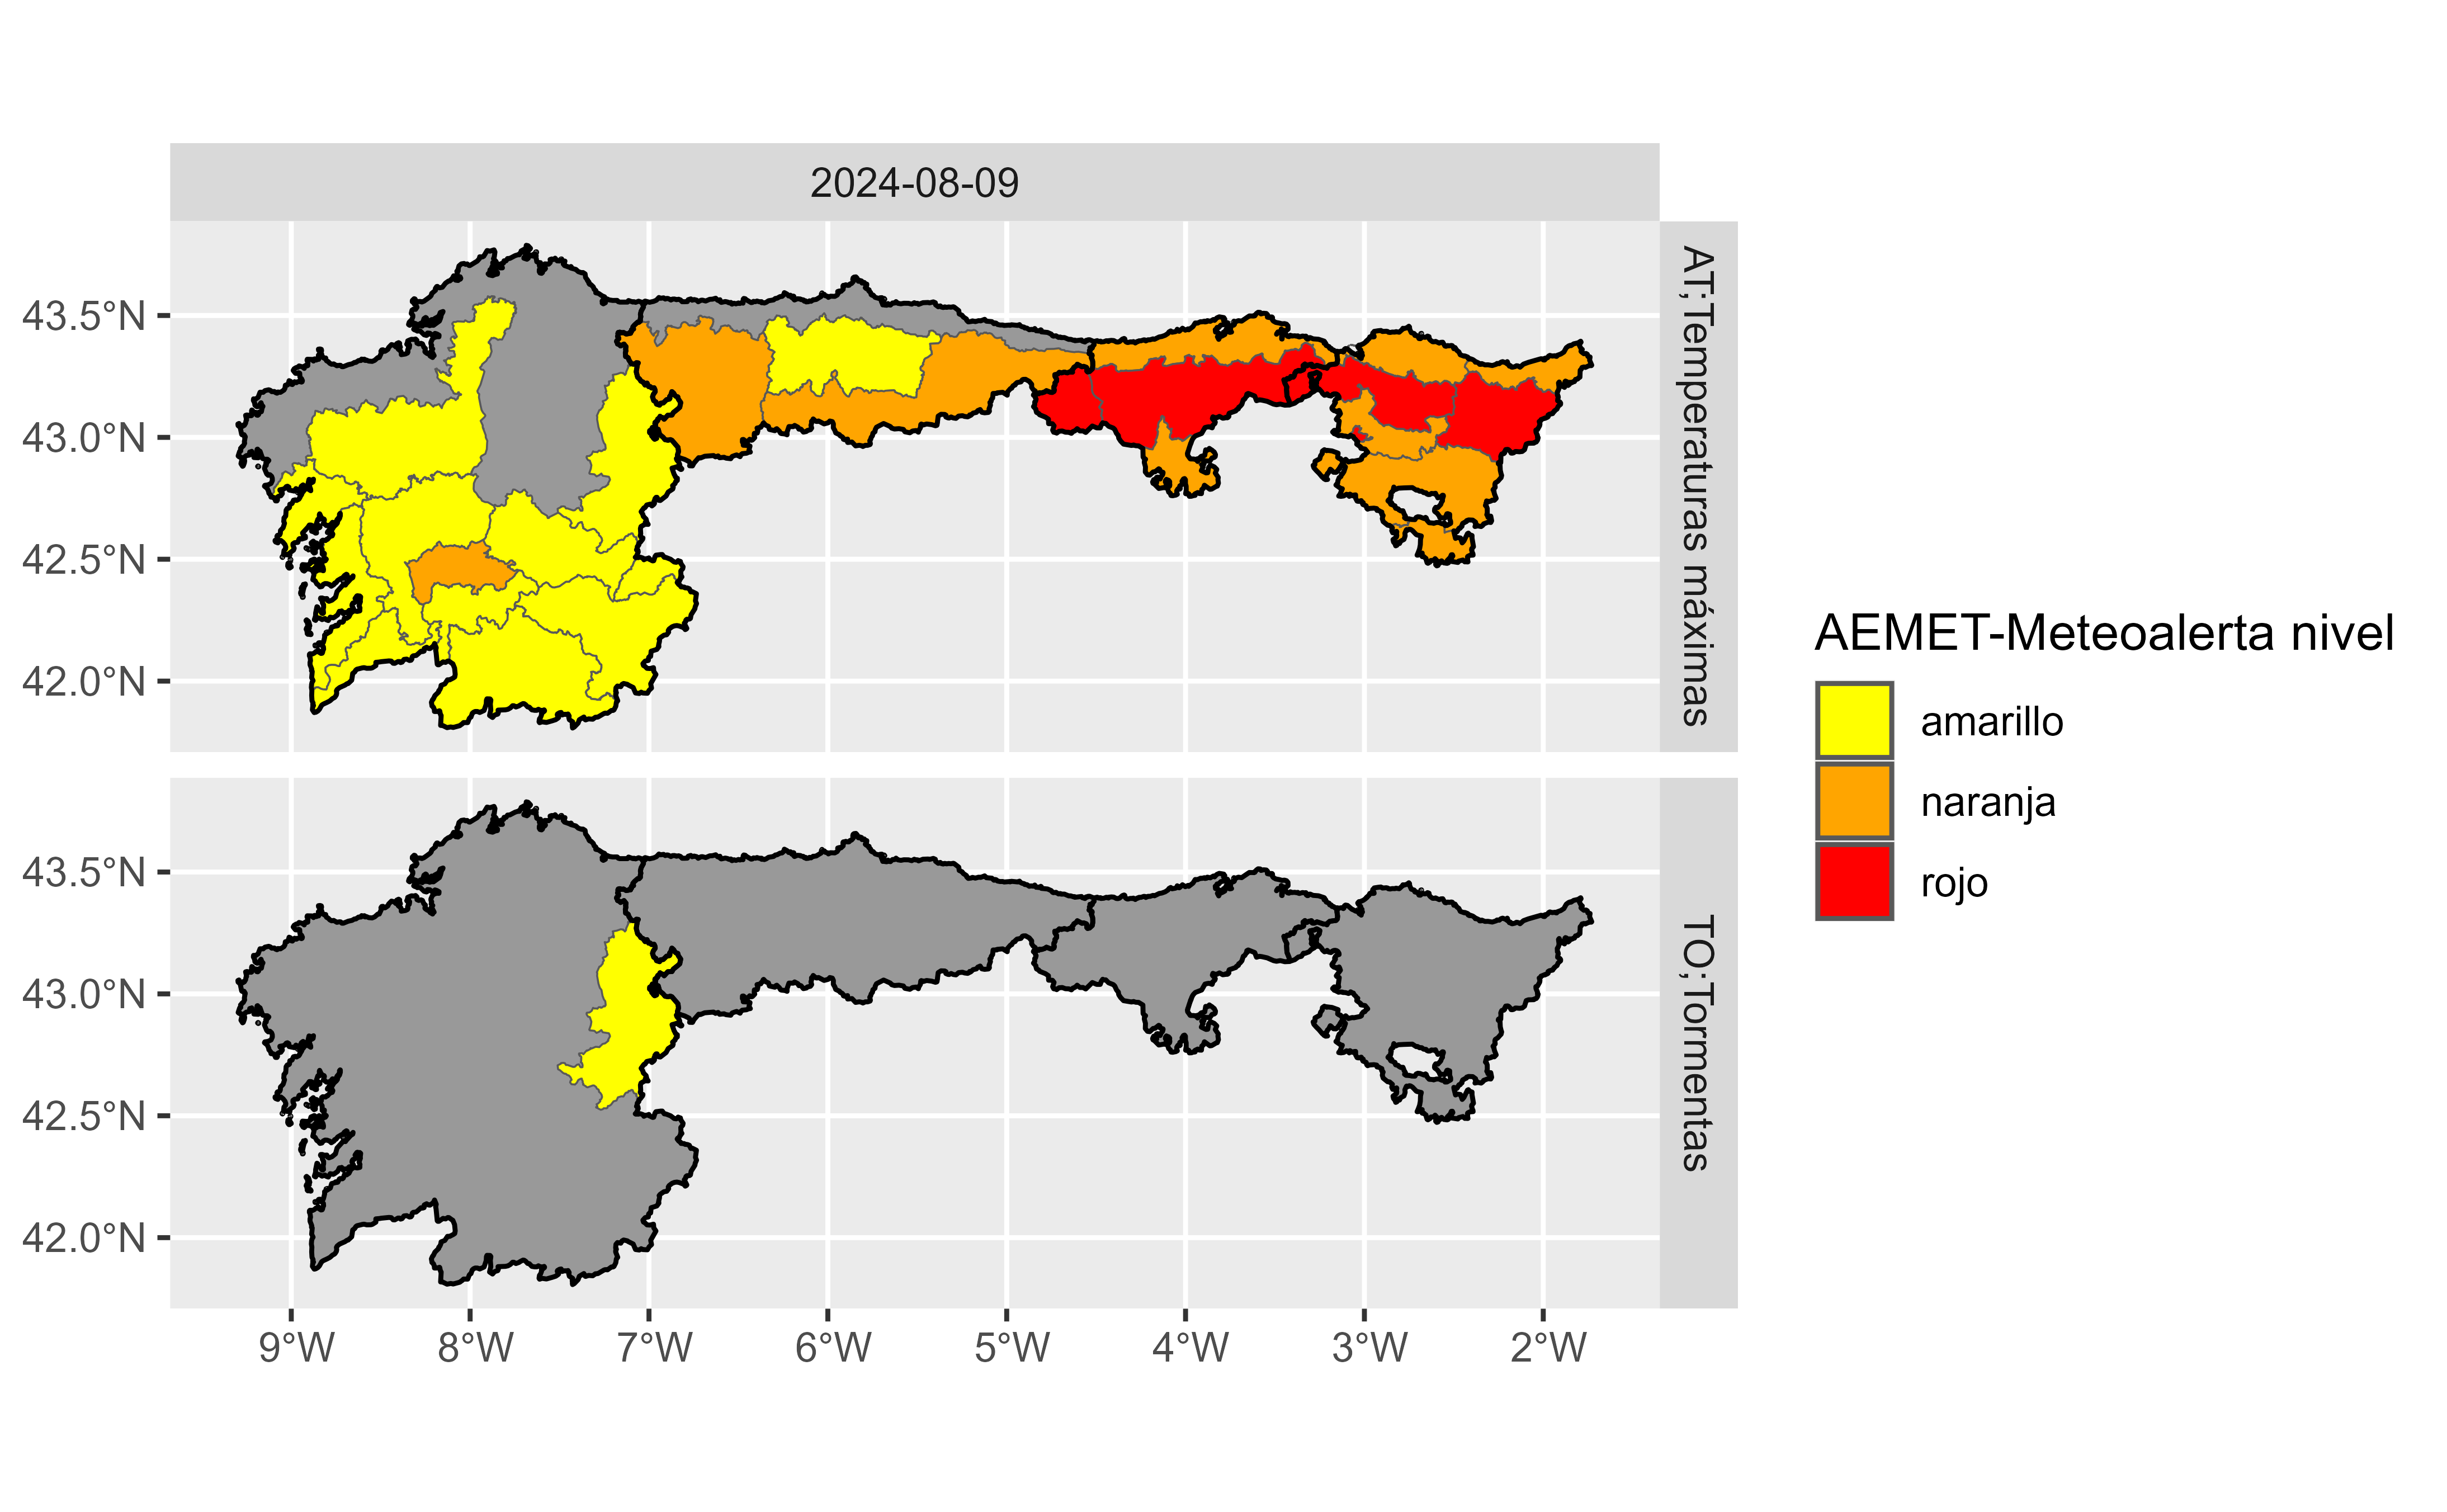 2024-08-09
43.5°N
43.0°N
42.5°N
42.0°N
AT;Temperaturas máximas
43.5°N
43.0°N
42.5°N
42.0°N
TO;Tormentas
9°W 8°W 7°W 6°W 5°W 4°W 3°W 2°W
AEMET-Meteoalerta nivel
amarillo
naranja
rojo